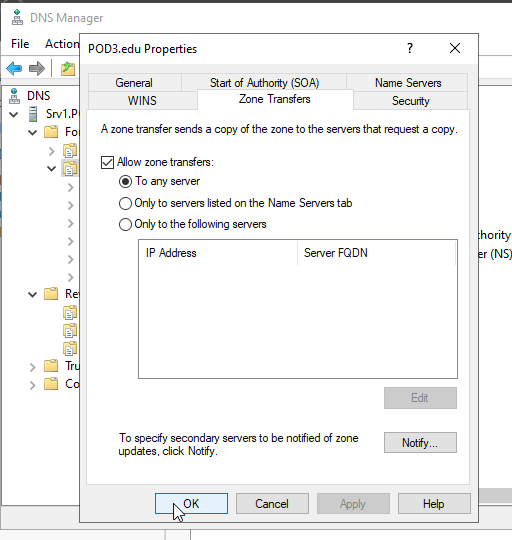 DNS Manager
File Action
POD3.edu Properties
General Start of Authority (SOA) Name Servers
WINS Zone Transfers Security
A zone transfer sends a copy of the zone to the servers that request a copy.
Allow zone transfers:
To any server
Only to servers listed on the Name Servers tab
Only to the following servers
IP Address Server FQDN
Edit
To specify secondary servers to be notified of zone
updates, click Notify.
Notify...
OK Cancel Apply Help
DNS
Srv1.P
For
Rev
Tru
Co
thority
er (NS)